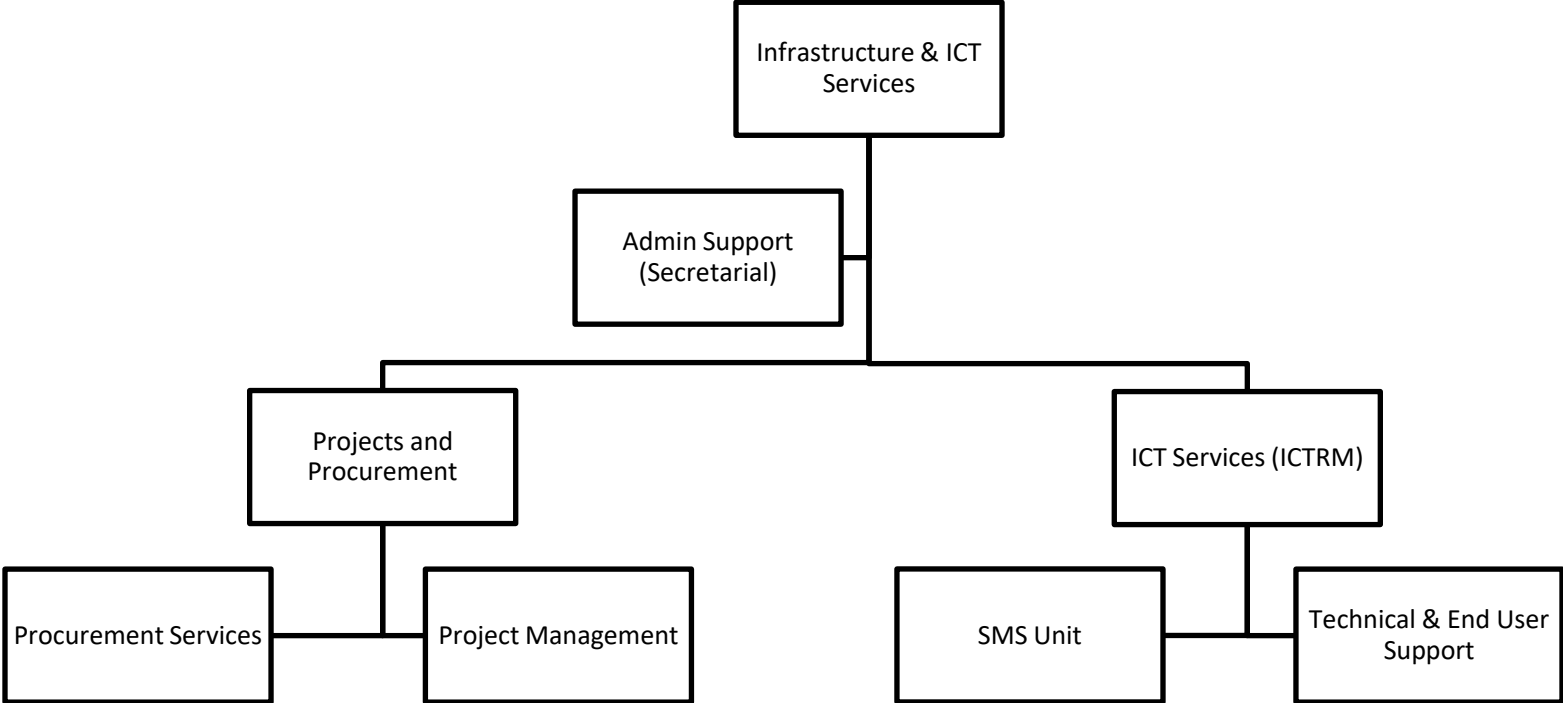 Infrastructure & ICT
Services
Admin Support
(Secretarial)
Projects and
Procurement
ICT Services (ICTRM)
Procurement Services
Project Management
SMS Unit
Technical & End User
Support